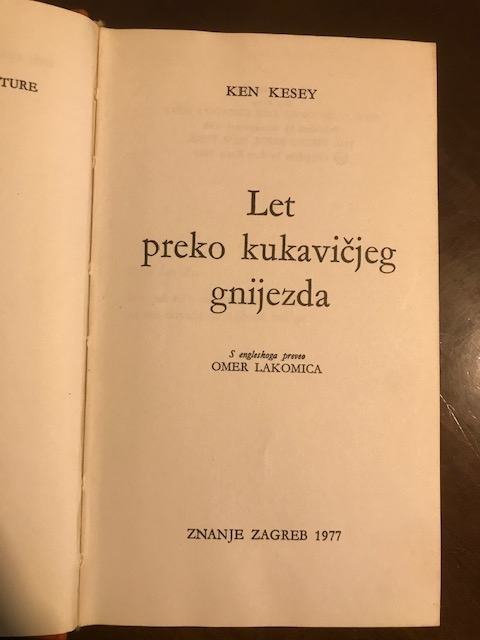 TURE
KEN KESEY
Let
preko kukavičjeg
gnijezda
S engleskoga preveo
OMER LAKOMICA
ZNANJE ZAGREB 1977